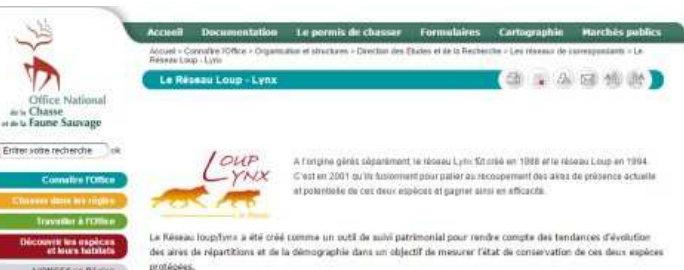 Accueil Documentation Le permis de chasser Formulaires Cartographie Marchés publics
Accueil > Connaître l'Office > Organisation et structures > Direction des Etudes et de la Recherche > Les réseaux de correspondants > Le
Réseau Loup - Lynx
Le Réseau Loup - Lynx
Office National
de la Chasse
et de la Faune Sauvage
Entrer votre recherche ok
Connaître l'Office
Chasser dans les règles
Travailler à l'Office
Découvrir les espèces
et leurs habitats
LOUP
LYNX
le Réseau
A l'origine gérés séparément, le réseau Lynx fût créé en 1988 et le réseau Loup en 1994.
C'est en 2001 qu'ils fusionnent pour palier au recoupement des aires de présence actuelle
et potentielle de ces deux espèces et gagner ainsi en efficacité.
Le Réseau loup/lynx a été créé comme un outil de suivi patrimonial pour rendre compte des tendances d'évolution
des aires de répartitions et de la démographie dans un objectif de mesurer l'état de conservation de ces deux espèces
protégées.